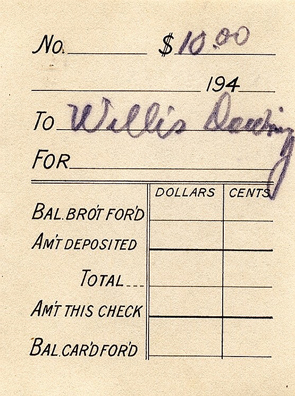 No. $10.00
194
To Willis
FOR
DOLLARS CENTS
BAL. BRO'T FOR'D
AM'T DEPOSITED
TOTAL
AM'T THIS CHECK
BAL. CAR'D FOR'D